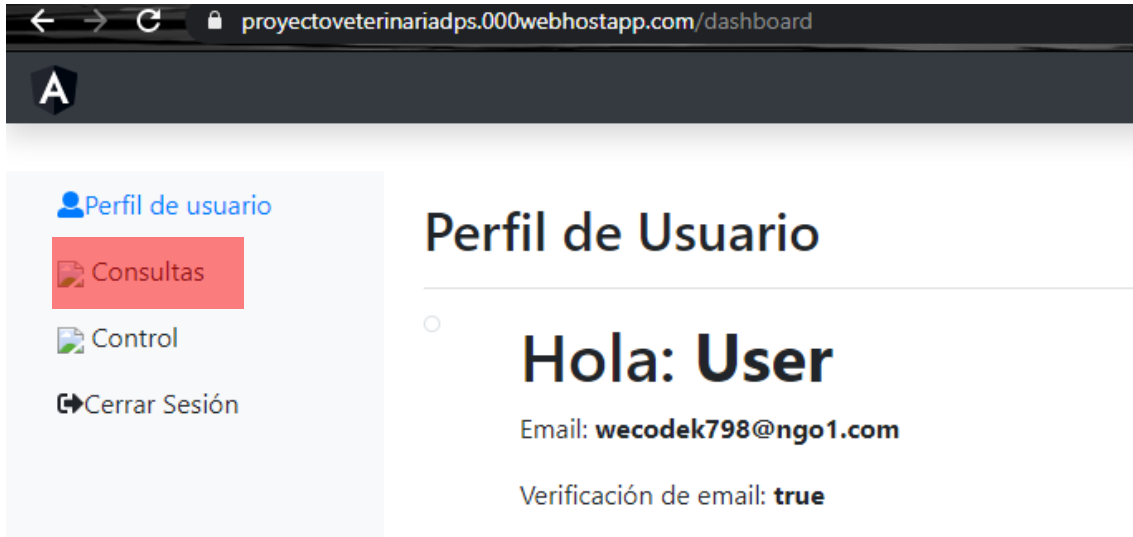 proyectoveterinariadps.000webhostapp.com/dashboard
A
Perfil de usuario
Consultas
Control
Cerrar Sesión
Perfil de Usuario
Hola: User
Email: wecodek798@ngo1.com
Verificación de email: true